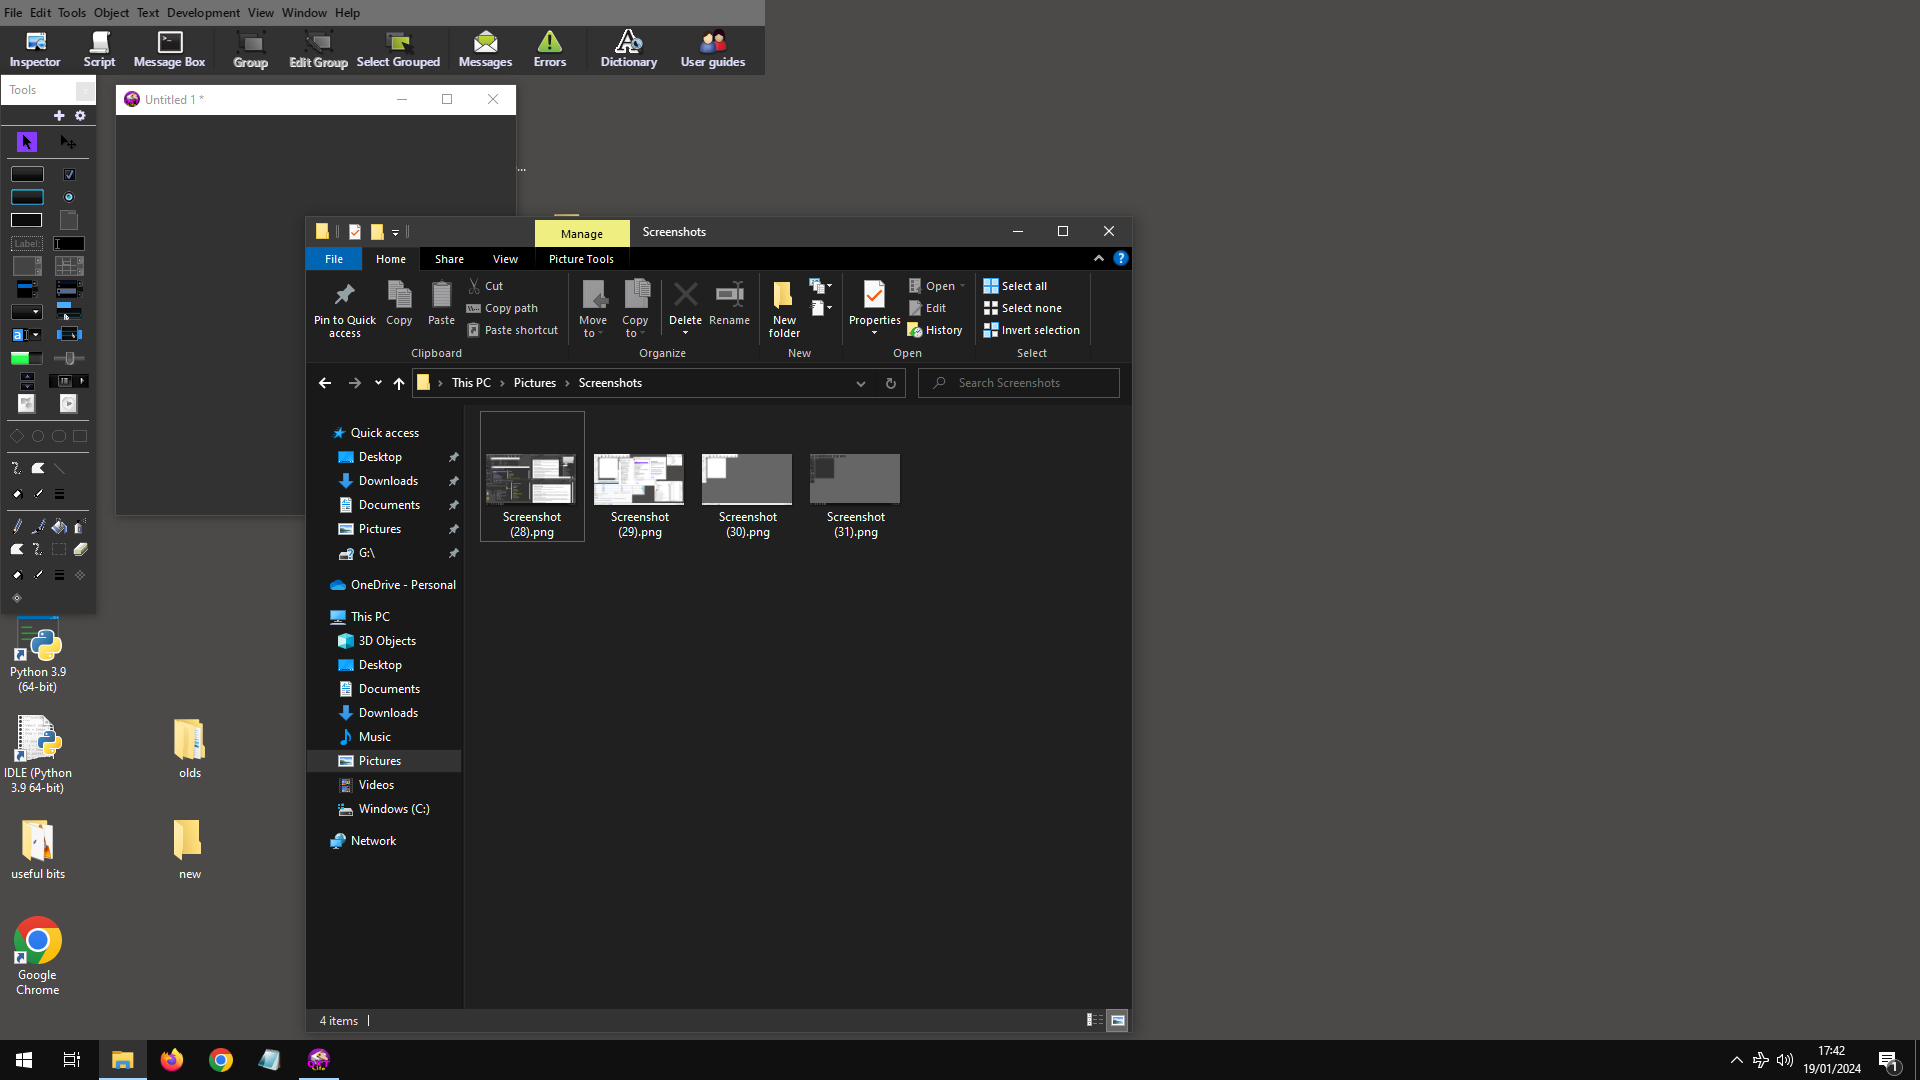 File Edit Tools Object Text Development View Window Help
Inspector Script Message Box Group Edit Group Select Grouped Messages Errors Dictionary User guides
Tools
Untitled 1 *
Label:
...
Manage Screenshots
File Home Share View Picture Tools
Pin to Quick access
Copy
Paste
Cut
Copy path
Paste shortcut
Clipboard
Move to
Copy to
Delete
Rename
Organize
New folder
New
Properties
Open
Edit
History
Open
Select all
Select none
Invert selection
Select
This PC › Pictures › Screenshots
Search Screenshots
Quick access
Desktop
Downloads
Documents
Pictures
G:\
OneDrive - Personal
This PC
3D Objects
Desktop
Documents
Downloads
Music
Pictures
Videos
Windows (C:)
Network
Screenshot
(28).png
Screenshot
(29).png
Screenshot
(30).png
Screenshot
(31).png
4 items
Python 3.9
(64-bit)
IDLE (Python
3.9 64-bit)
olds
useful bits
new
Google
Chrome
17:42
19/01/2024
1